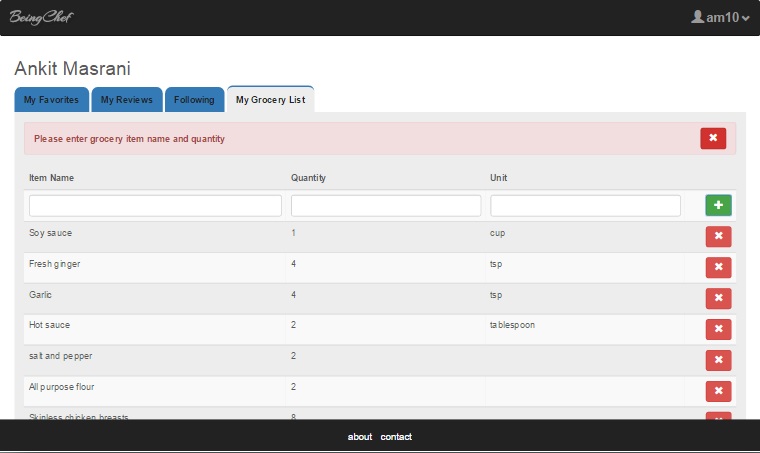 BeingChef am10
Ankit Masrani
My Favorites My Reviews Following My Grocery List
Please enter grocery item name and quantity
Item Name Quantity Unit
Soy sauce 1 cup
Fresh ginger 4 tsp
Garlic 4 tsp
Hot sauce 2 tablespoon
salt and pepper 2
All purpose flour 2
Skinless chicken breasts 8
about contact